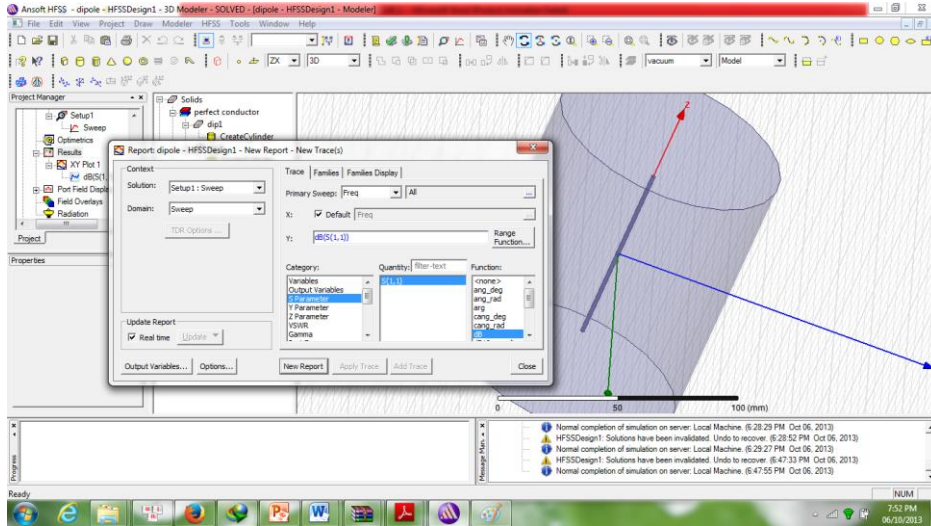 Ansoft HFSS - dipole - HFSSDesign1 - 3D Modeler - SOLVED - [dipole - HFSSDesign1 - Modeler]
File Edit View Project Draw Modeler HFSS Tools Window Help
ZX 3D vacuum Model
Project Manager
Setup1
Sweep
Optimetrics
Results
XY Plot 1
dB(S(1,
Port Field Displa
Field Overlays
Radiation
Project
Properties
Solids
perfect conductor
dip1
CreateCylinder
Report: dipole - HFSSDesign1 - New Report - New Trace(s)
Context
Solution: Setup1 : Sweep
Domain: Sweep
TDR Options ...
Update Report
Real time Update
Output Variables... Options...
Trace Families Families Display
Primary Sweep: Freq All ...
X: Default Freq ...
Y: dB(S(1,1)) Range Function...
Category:
Variables
Output Variables
S Parameter
Y Parameter
Z Parameter
VSWR
Gamma
Quantity: filter-text
S(1,1)
Function:
<none>
ang_deg
ang_rad
arg
cang_deg
cang_rad
dB
New Report Apply Trace Add Trace Close
Z
0 50 100 (mm)
Progress
Message Man.
Normal completion of simulation on server: Local Machine. (6:28:29 PM Oct 06, 2013)
HFSSDesign1: Solutions have been invalidated. Undo to recover. (6:28:52 PM Oct 06, 2013)
Normal completion of simulation on server: Local Machine. (6:29:27 PM Oct 06, 2013)
HFSSDesign1: Solutions have been invalidated. Undo to recover. (6:47:33 PM Oct 06, 2013)
Normal completion of simulation on server: Local Machine. (6:47:55 PM Oct 06, 2013)
Ready NUM
7:52 PM
06/10/2013